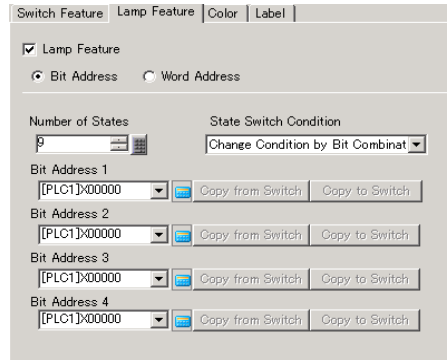 Switch Feature Lamp Feature Color Label
Lamp Feature
Bit Address Word Address
Number of States State Switch Condition
9 Change Condition by Bit Combinat
Bit Address 1
[PLC1]X00000 Copy from Switch Copy to Switch
Bit Address 2
[PLC1]X00000 Copy from Switch Copy to Switch
Bit Address 3
[PLC1]X00000 Copy from Switch Copy to Switch
Bit Address 4
[PLC1]X00000 Copy from Switch Copy to Switch